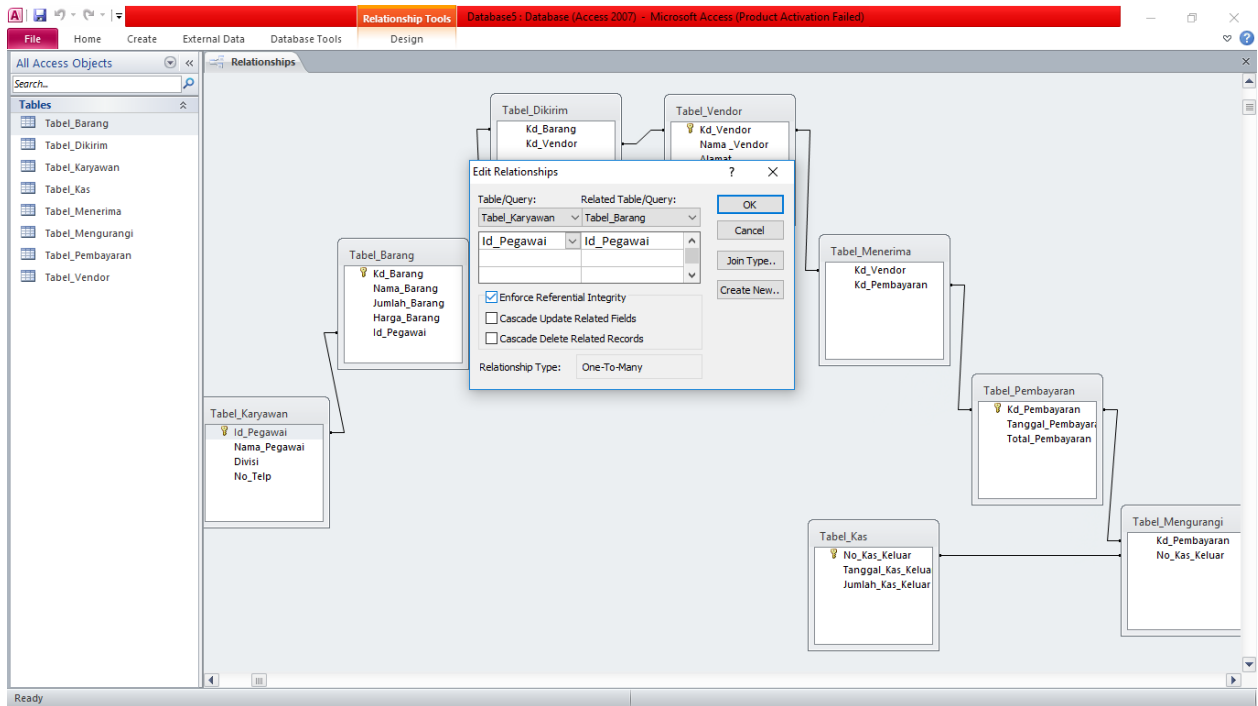 Relationship Tools
Database5 : Database (Access 2007) - Microsoft Access (Product Activation Failed)
File Home Create External Data Database Tools Design
All Access Objects
Search...
Tables
Tabel_Barang
Tabel_Dikirim
Tabel_Karyawan
Tabel_Kas
Tabel_Menerima
Tabel_Mengurangi
Tabel_Pembayaran
Tabel_Vendor
Relationships
Tabel_Dikirim
Kd_Barang
Kd_Vendor
Tabel_Vendor
Kd_Vendor
Nama _Vendor
Alamat
Edit Relationships
Table/Query: Related Table/Query:
Tabel_Karyawan Tabel_Barang
Id_Pegawai Id_Pegawai
Enforce Referential Integrity
Cascade Update Related Fields
Cascade Delete Related Records
Relationship Type: One-To-Many
OK
Cancel
Join Type..
Create New..
Tabel_Barang
Kd_Barang
Nama_Barang
Jumlah_Barang
Harga_Barang
Id_Pegawai
Tabel_Menerima
Kd_Vendor
Kd_Pembayaran
Tabel_Karyawan
Id_Pegawai
Nama_Pegawai
Divisi
No_Telp
Tabel_Pembayaran
Kd_Pembayaran
Tanggal_Pembayara
Total_Pembayaran
Tabel_Kas
No_Kas_Keluar
Tanggal_Kas_Kelua
Jumlah_Kas_Keluar
Tabel_Mengurangi
Kd_Pembayaran
No_Kas_Keluar
Ready